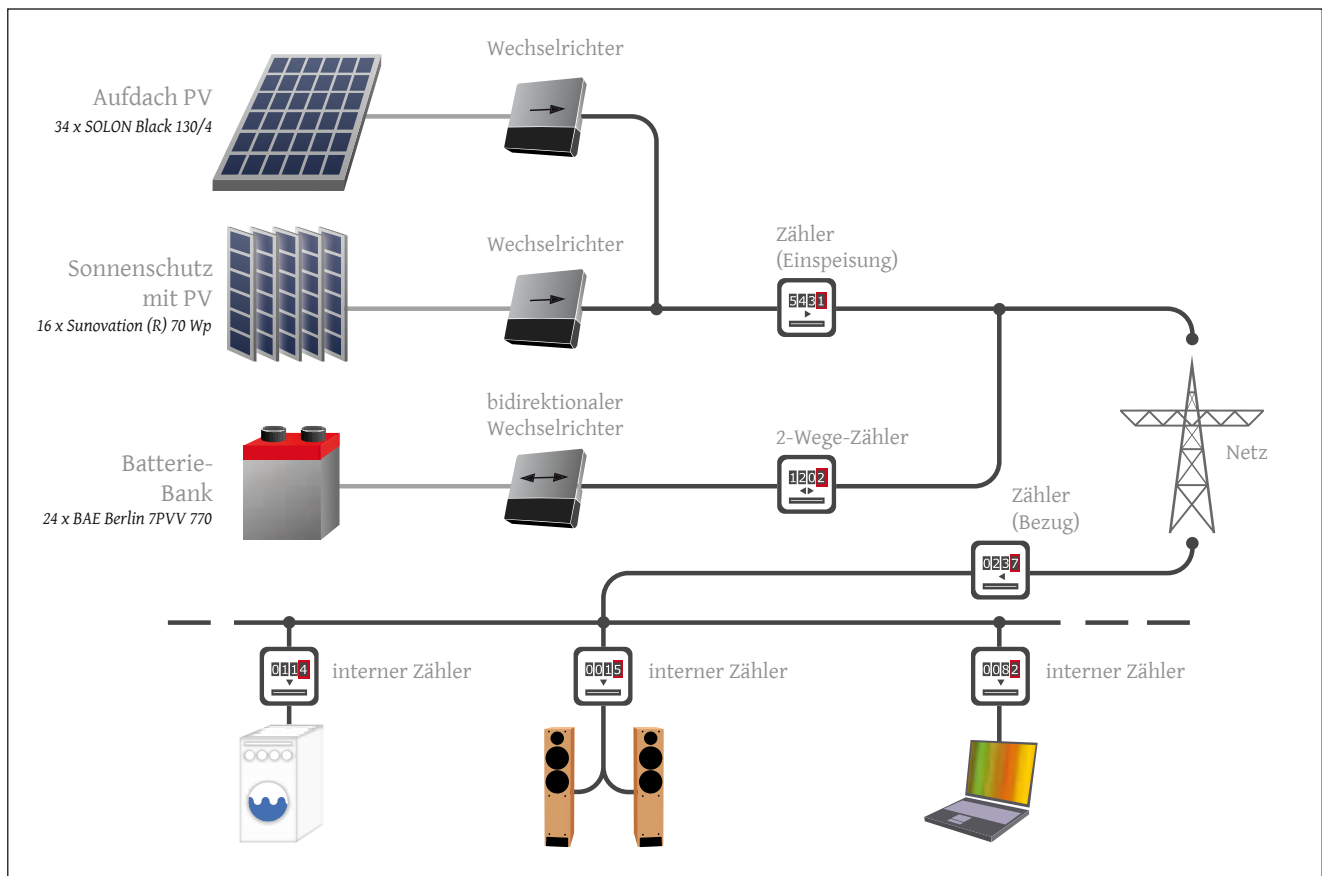 Wechselrichter
Aufdach PV
34 x SOLON Black 130/4
Wechselrichter
Zähler
(Einspeisung)
Sonnenschutz
mit PV
16 x Sunovation (R) 70 Wp
5431
bidirektionaler
Wechselrichter
2-Wege-Zähler
Netz
Batterie-
Bank
24 x BAE Berlin 7PVV 770
1202
Zähler
(Bezug)
0237
0114
interner Zähler
0015
interner Zähler
0082
interner Zähler